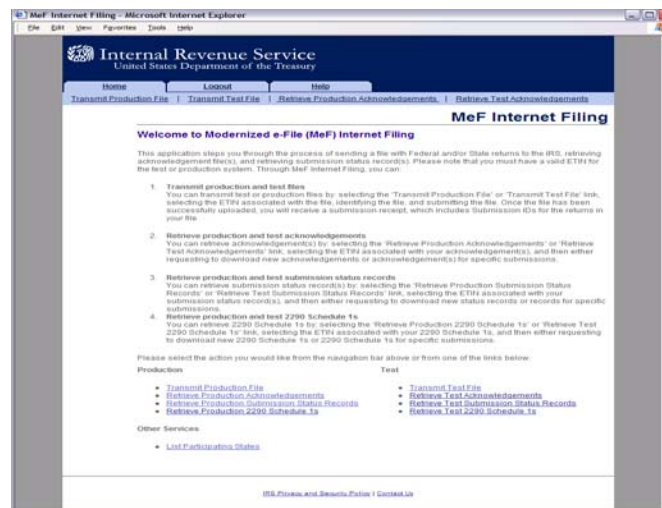 MeF Internet Filing - Microsoft Internet Explorer
File Edit View Favorites Tools Help
Internal Revenue Service
United States Department of the Treasury
Home Logout Help
Transmit Production File | Transmit Test File | Retrieve Production Acknowledgements | Retrieve Test Acknowledgements
MeF Internet Filing
Welcome to Modernized e-File (MeF) Internet Filing
This application steps you through the process of sending a file with Federal and/or State returns to the IRS, retrieving
acknowledgement file(s), and retrieving submission status record(s). Please note that you must have a valid ETIN for
the test or production system. Through MeF Internet Filing, you can:
1. Transmit production and test files
You can transmit test or production files by: selecting the 'Transmit Production File' or 'Transmit Test File' link,
selecting the ETIN associated with the file, identifying the file, and submitting the file. Once the file has been
successfully uploaded, you will receive a submission receipt, which includes Submission IDs for the returns in
your file.
2. Retrieve production and test acknowledgements
You can retrieve acknowledgement(s) by: selecting the 'Retrieve Production Acknowledgements' or 'Retrieve
Test Acknowledgements' link, selecting the ETIN associated with your acknowledgement(s), and then either
requesting to download new acknowledgements or acknowledgement(s) for specific submissions.
3. Retrieve production and test submission status records
You can retrieve submission status record(s) by: selecting the 'Retrieve Production Submission Status
Records' or 'Retrieve Test Submission Status Records' link, selecting the ETIN associated with your
submission status record(s), and then either requesting to download new status records or records for specific
submissions.
4. Retrieve production and test 2290 Schedule 1s
You can retrieve 2290 Schedule 1s by: selecting the 'Retrieve Production 2290 Schedule 1s' or 'Retrieve Test
2290 Schedule 1s' link, selecting the ETIN associated with your 2290 Schedule 1s, and then either requesting
to download new 2290 Schedule 1s or 2290 Schedule 1s for specific submissions.
Please select the action you would like from the navigation bar above or from one of the links below:
Production Test
Transmit Production File
Retrieve Production Acknowledgements
Retrieve Production Submission Status Records
Retrieve Production 2290 Schedule 1s
Transmit Test File
Retrieve Test Acknowledgements
Retrieve Test Submission Status Records
Retrieve Test 2290 Schedule 1s
Other Services
List Participating States
IRS Privacy and Security Policy | Contact Us